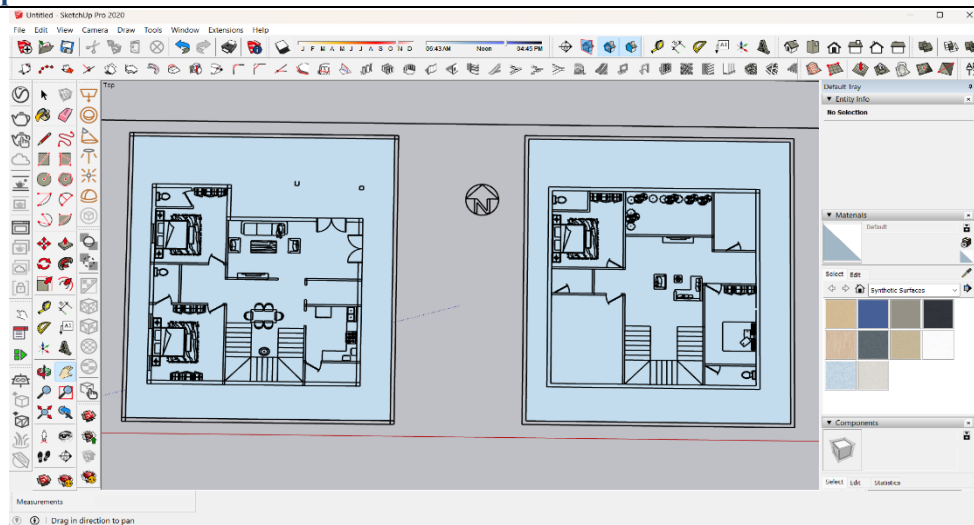 Untitled - SketchUp Pro 2020
File Edit View Camera Draw Tools Window Extensions Help
J F M A M J J A S O N D 06:43 AM Noon 04:45 PM
Top
N
Default Tray
Entity Info
No Selection
Materials
Default
Select Edit
Synthetic Surfaces
Components
Select Edit Statistics
Measurements
Drag in direction to pan